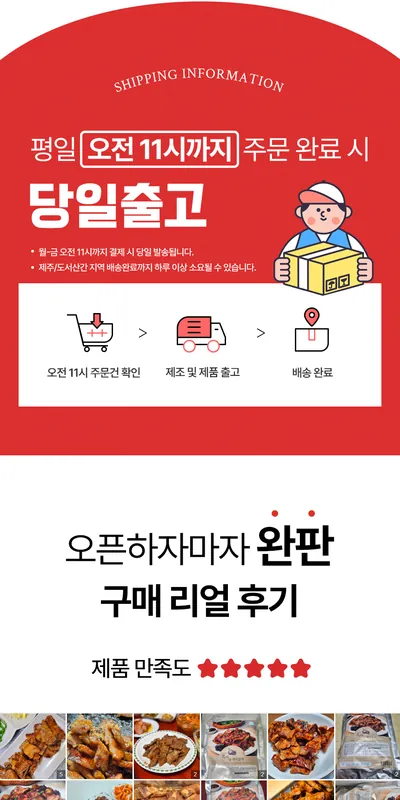 SHIPPING INFORMATION
평일 오전 11시까지 주문 완료 시
당일출고
• 월-금 오전 11시까지 결제 시 당일 발송됩니다.
• 제주/도서산간 지역 배송완료까지 하루 이상 소요될 수 있습니다.
오전 11시 주문건 확인 > 제조 및 제품 출고 > 배송 완료
오픈하자마자 완판
구매 리얼 후기
제품 만족도 ★★★★★
5 2 2 2